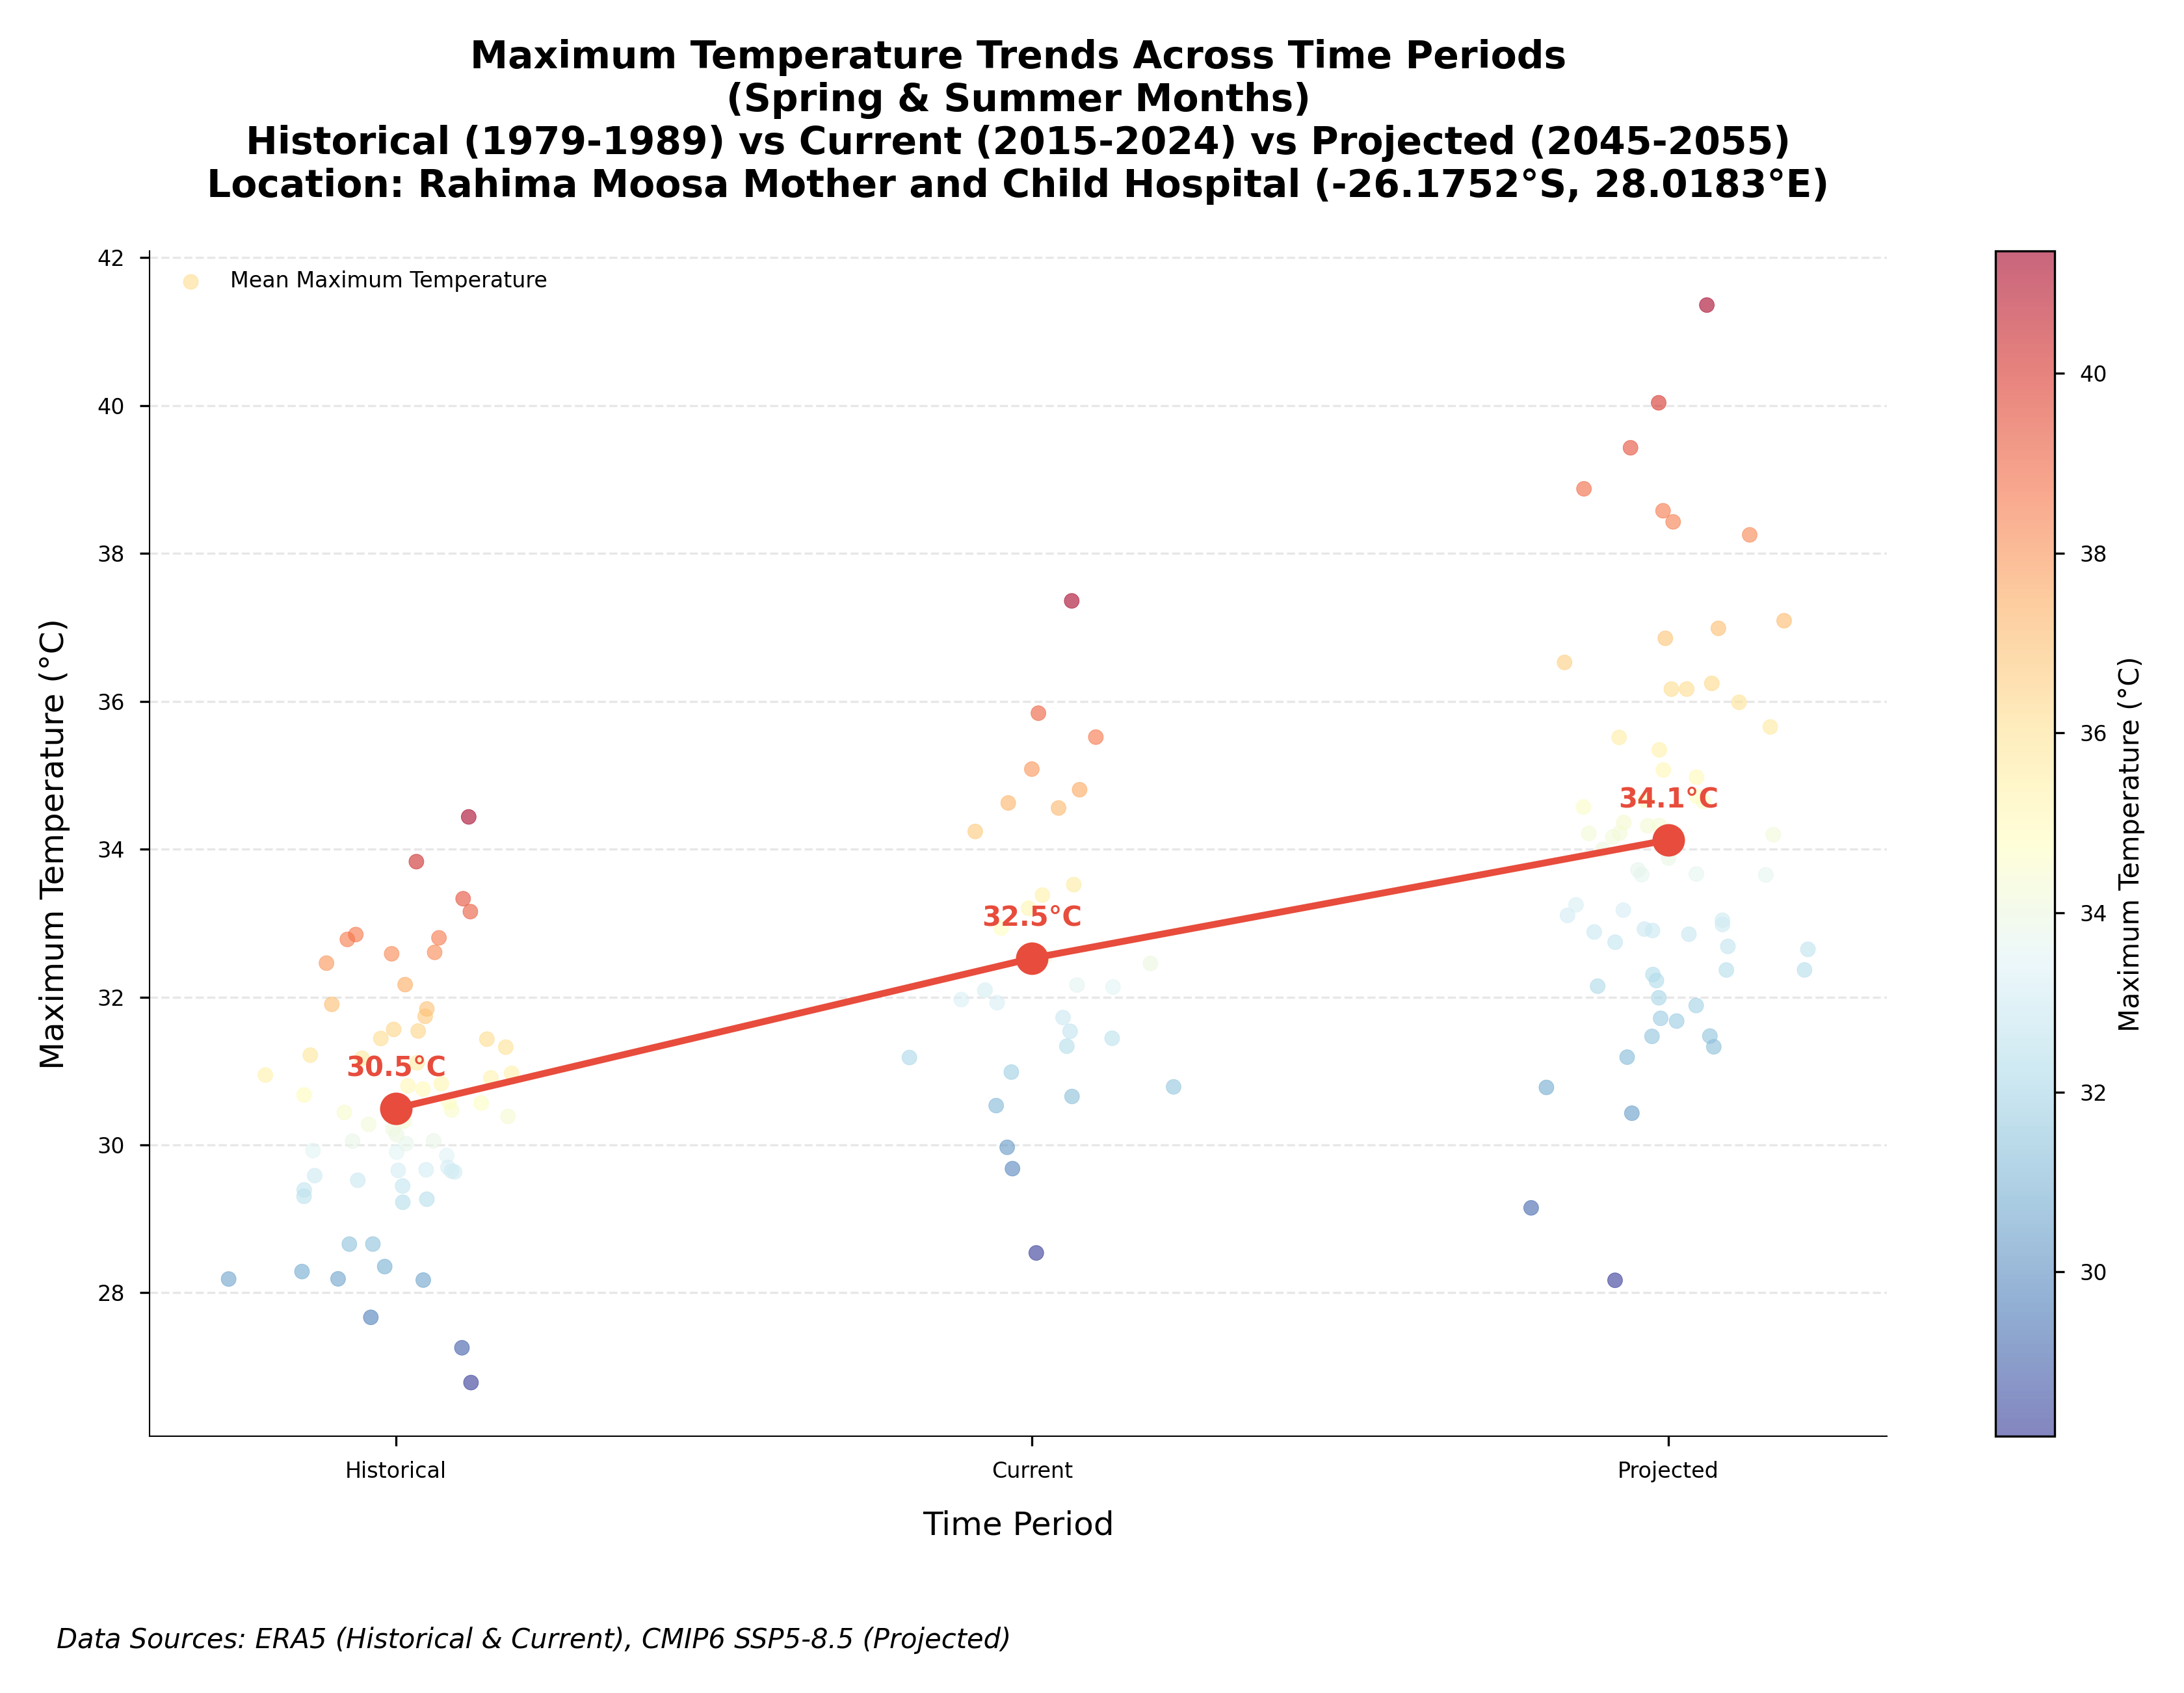 Maximum Temperature Trends Across Time Periods
(Spring & Summer Months)
Historical (1979-1989) vs Current (2015-2024) vs Projected (2045-2055)
Location: Rahima Moosa Mother and Child Hospital (-26.1752°S, 28.0183°E)
Mean Maximum Temperature
Maximum Temperature (°C)
42
40
38
36
34
32
30
28
30.5°C
32.5°C
34.1°C
Historical
Current
Projected
Time Period
40
38
36
34
32
30
Maximum Temperature (°C)
Data Sources: ERA5 (Historical & Current), CMIP6 SSP5-8.5 (Projected)